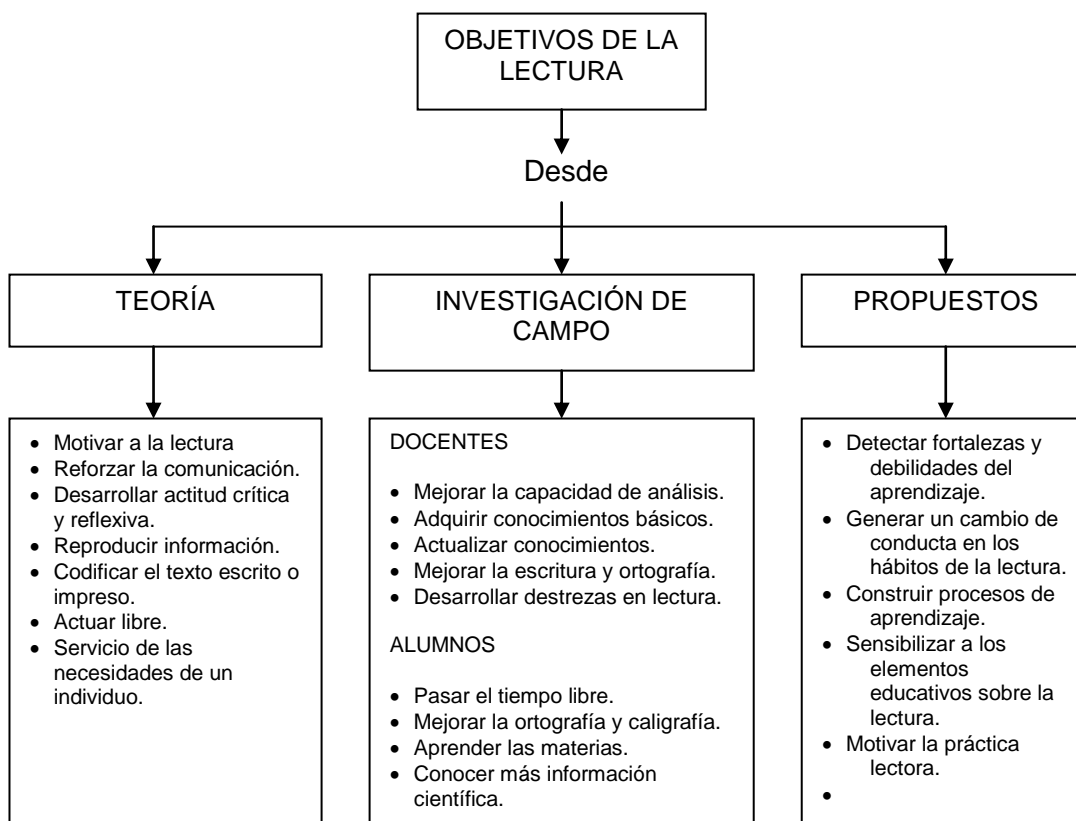 OBJETIVOS DE LA
LECTURA
Desde
TEORÍA
INVESTIGACIÓN DE
CAMPO
PROPUESTOS
• Motivar a la lectura
• Reforzar la comunicación.
• Desarrollar actitud crítica
y reflexiva.
• Reproducir información.
• Codificar el texto escrito o
impreso.
• Actuar libre.
• Servicio de las
necesidades de un
individuo.
DOCENTES
• Mejorar la capacidad de análisis.
• Adquirir conocimientos básicos.
• Actualizar conocimientos.
• Mejorar la escritura y ortografía.
• Desarrollar destrezas en lectura.
ALUMNOS
• Pasar el tiempo libre.
• Mejorar la ortografía y caligrafía.
• Aprender las materias.
• Conocer más información
científica.
• Detectar fortalezas y
debilidades del
aprendizaje.
• Generar un cambio de
conducta en los
hábitos de la lectura.
• Construir procesos de
aprendizaje.
• Sensibilizar a los
elementos
educativos sobre la
lectura.
• Motivar la práctica
lectora.
•